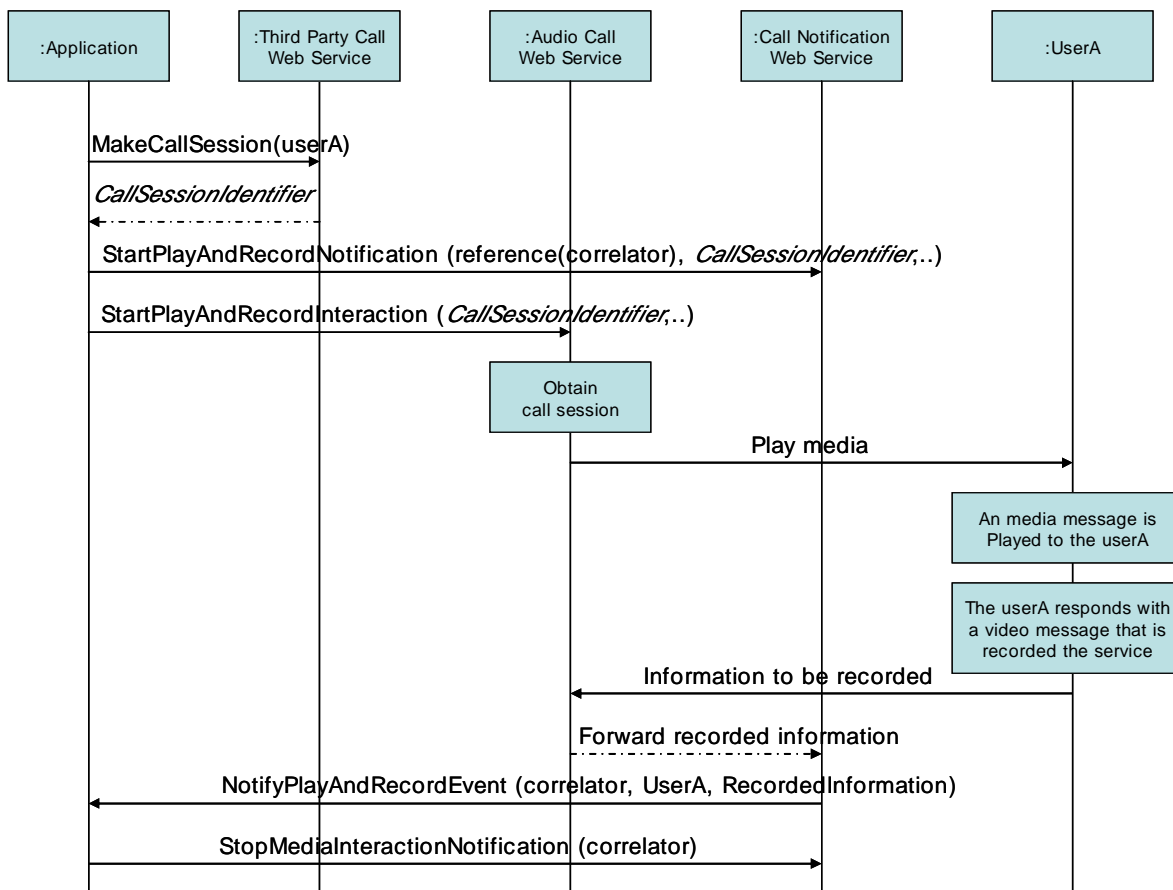 :Application
:Third Party Call
Web Service
:Audio Call
Web Service
:Call Notification
Web Service
:UserA
MakeCallSession(userA)
CallSessionIdentifier
StartPlayAndRecordNotification (reference(correlator), CallSessionIdentifier,..)
StartPlayAndRecordInteraction (CallSessionIdentifier,..)
Obtain
call session
Play media
An media message is
Played to the userA
The userA responds with
a video message that is
recorded the service
Information to be recorded
Forward recorded information
NotifyPlayAndRecordEvent (correlator, UserA, RecordedInformation)
StopMediaInteractionNotification (correlator)